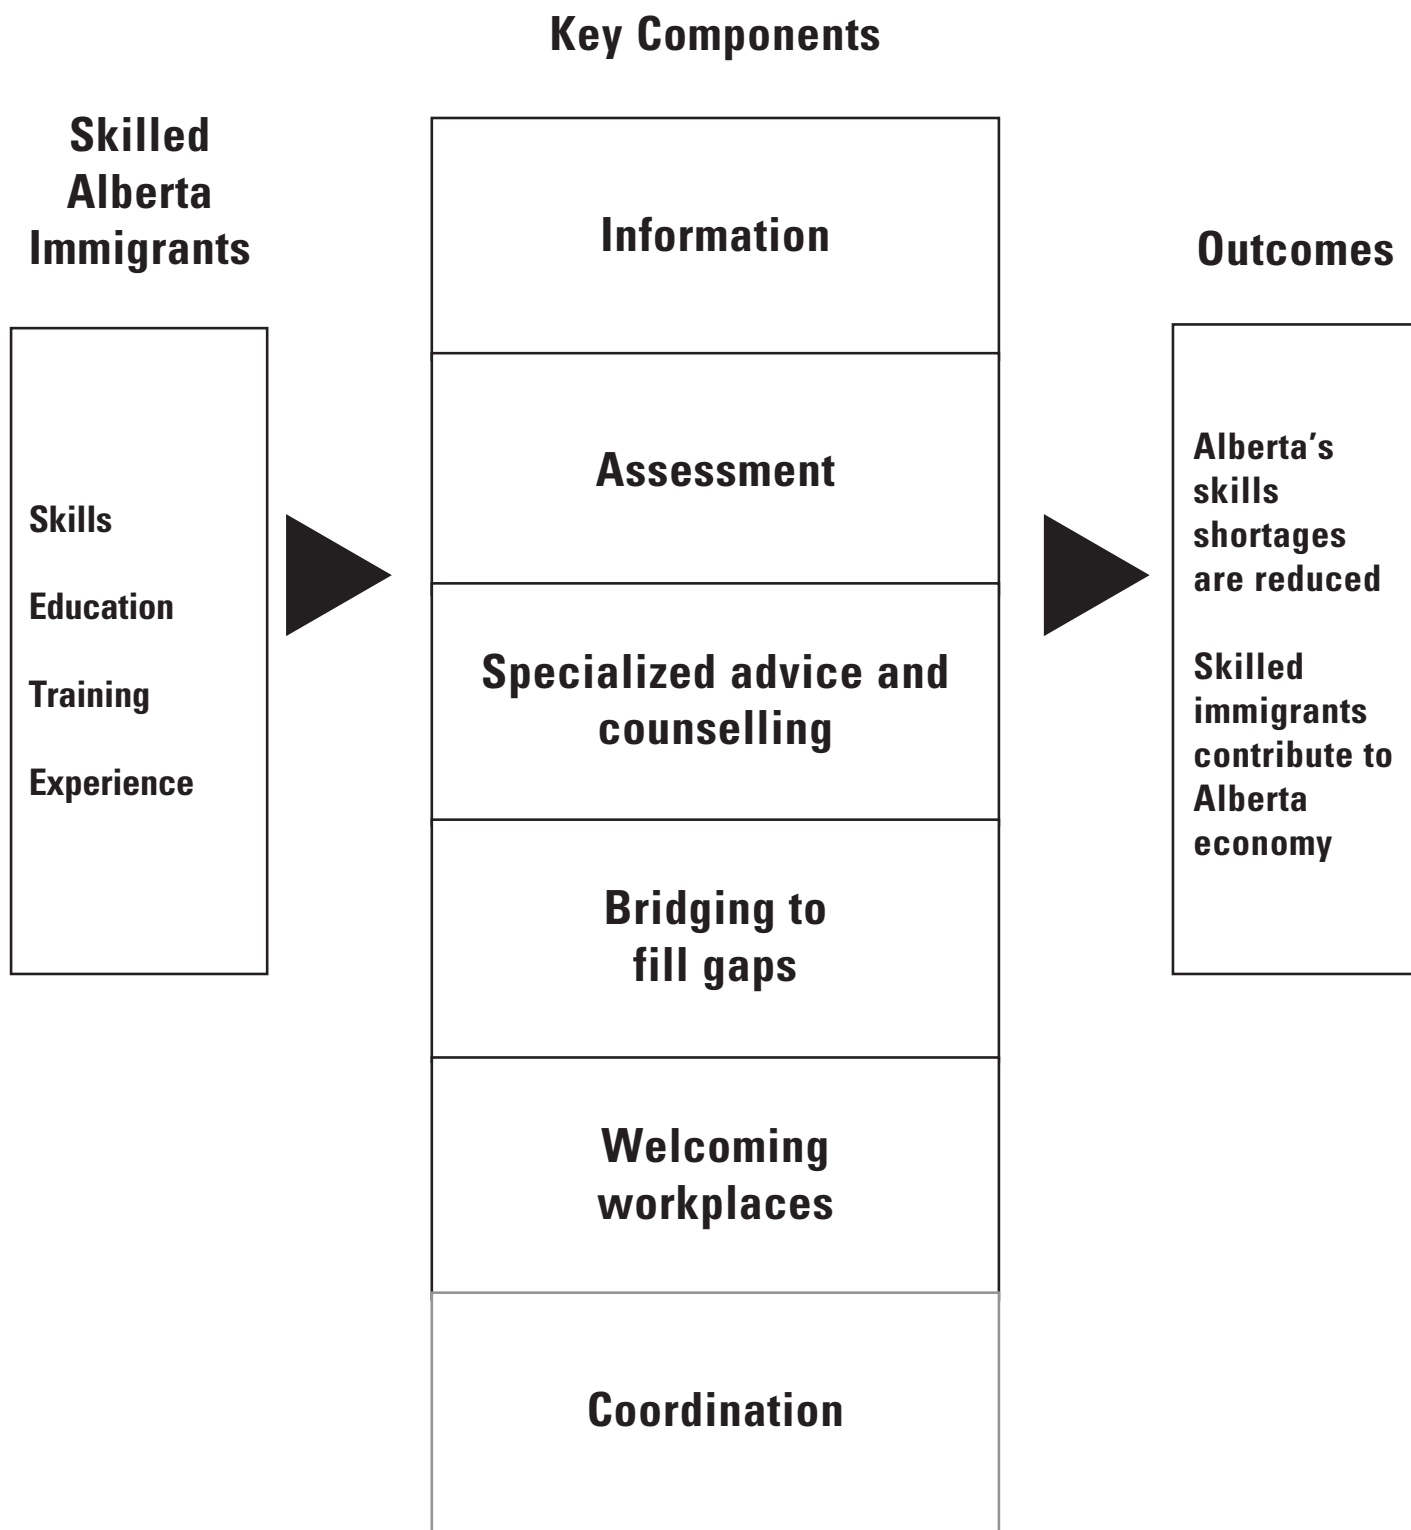 Key Components
Skilled
Alberta
Immigrants
Skills
Education
Training
Experience
Information
Assessment
Specialized advice and
counselling
Bridging to
fill gaps
Welcoming
workplaces
Coordination
Outcomes
Alberta’s
skills
shortages
are reduced
Skilled
immigrants
contribute to
Alberta
economy